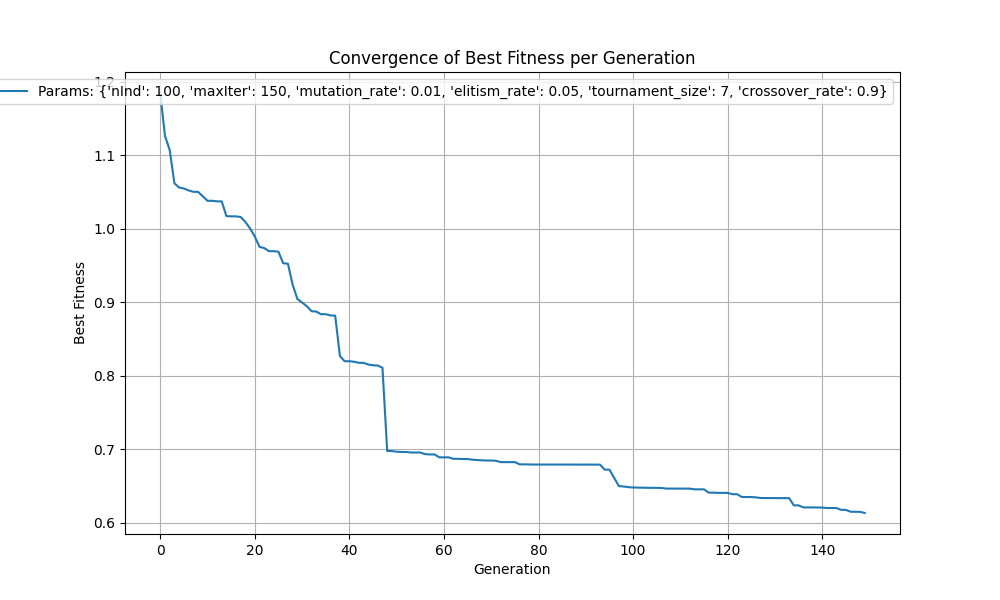 Convergence of Best Fitness per Generation
Params: {'nInd': 100, 'maxIter': 150, 'mutation_rate': 0.01, 'elitism_rate': 0.05, 'tournament_size': 7, 'crossover_rate': 0.9}
1.2
1.1
1.0
0.9
0.8
0.7
0.6
Best Fitness
0 20 40 60 80 100 120 140
Generation